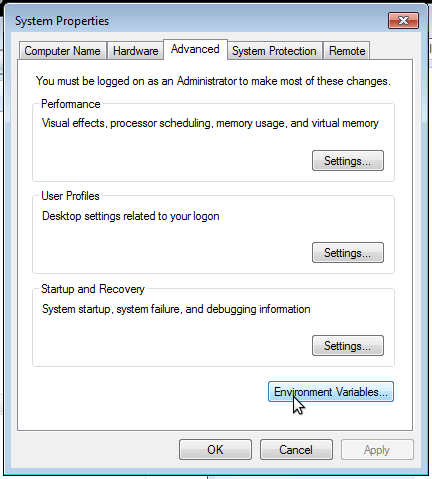 System Properties
Computer Name Hardware Advanced System Protection Remote
You must be logged on as an Administrator to make most of these changes.
Performance
Visual effects, processor scheduling, memory usage, and virtual memory
Settings...
User Profiles
Desktop settings related to your logon
Settings...
Startup and Recovery
System startup, system failure, and debugging information
Settings...
Environment Variables...
OK Cancel Apply